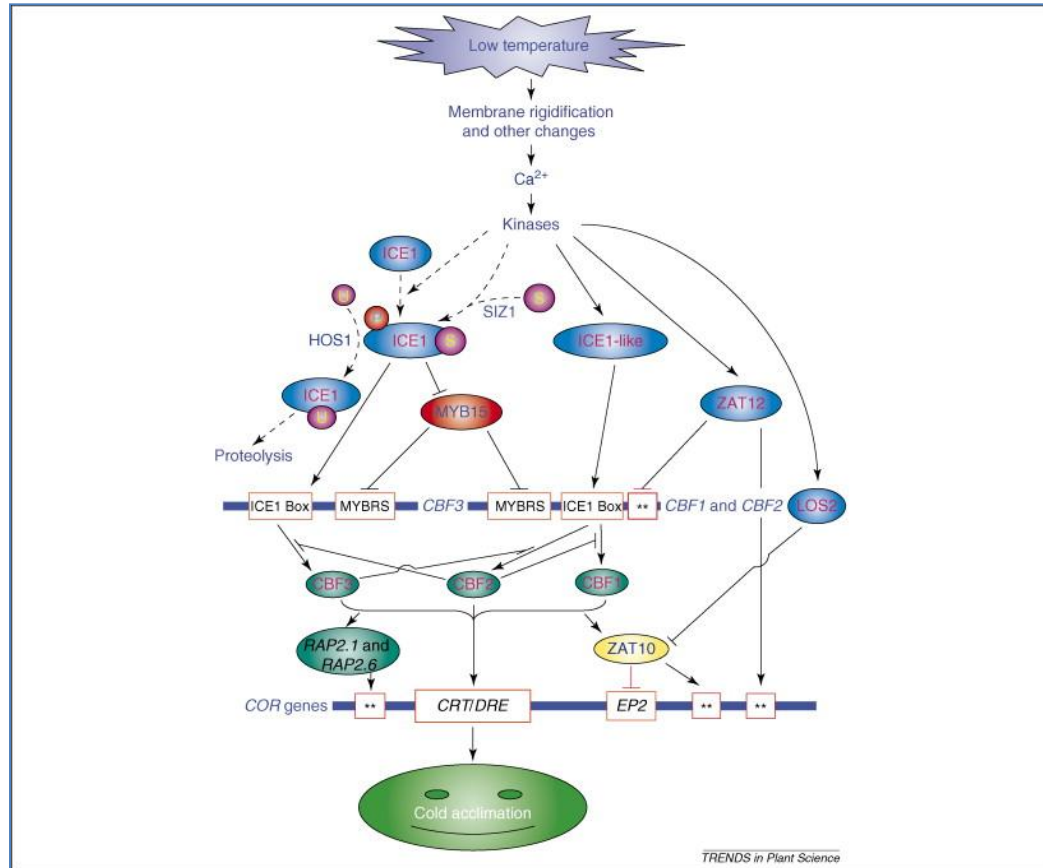 Low temperature
Membrane rigidification
and other changes
Ca2+
Kinases
ICE1
U
P
SIZ1
S
HOS1
ICE1
S
ICE1-like
ICE1
U
MYB15
ZAT12
Proteolysis
ICE1 Box
MYBRS
CBF3
MYBRS
ICE1 Box
**
CBF1 and CBF2
LOS2
CBF3
CBF2
CBF1
RAP2.1 and
RAP2.6
ZAT10
COR genes
**
CRT/DRE
EP2
**
**
Cold acclimation
TRENDS in Plant Science